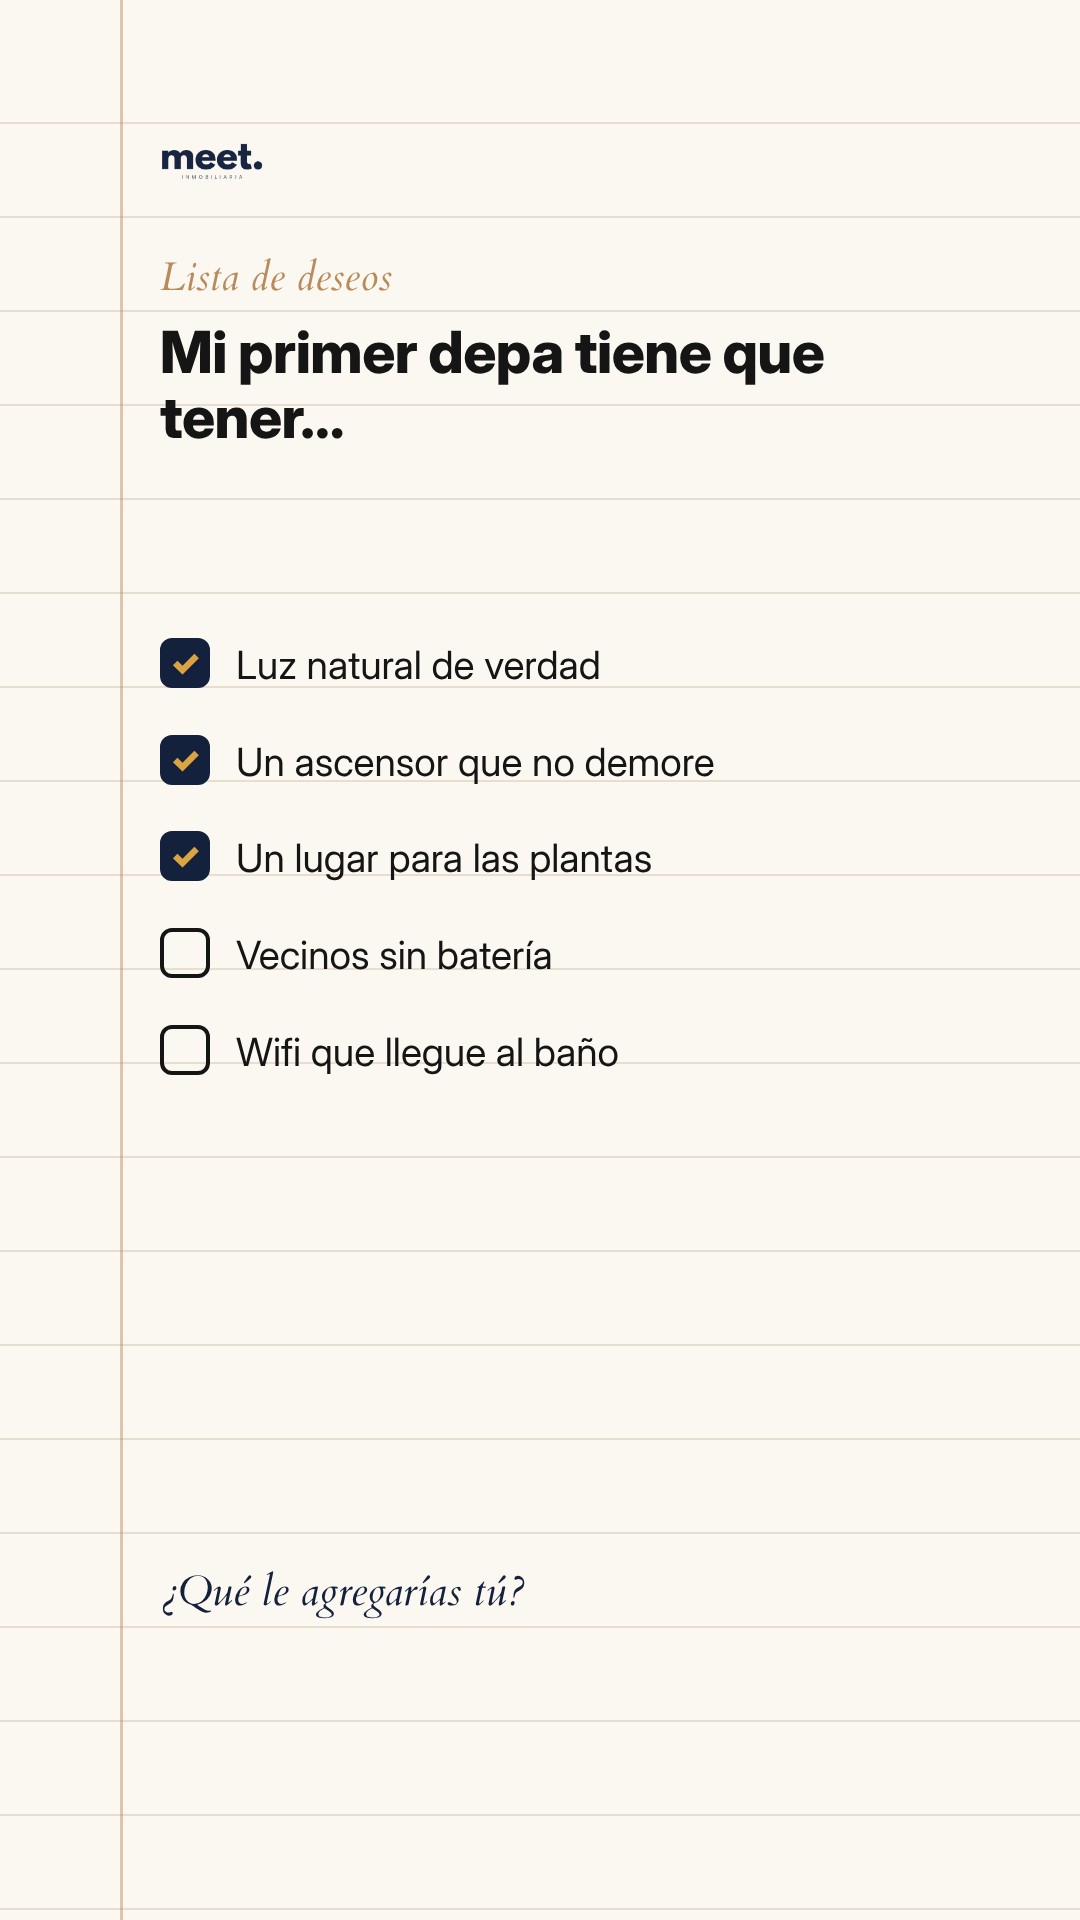 meet.
INMOBILIARIA
Lista de deseos
Mi primer depa tiene que
tener...
Luz natural de verdad
Un ascensor que no demore
Un lugar para las plantas
Vecinos sin batería
Wifi que llegue al baño
¿Qué le agregarías tú?